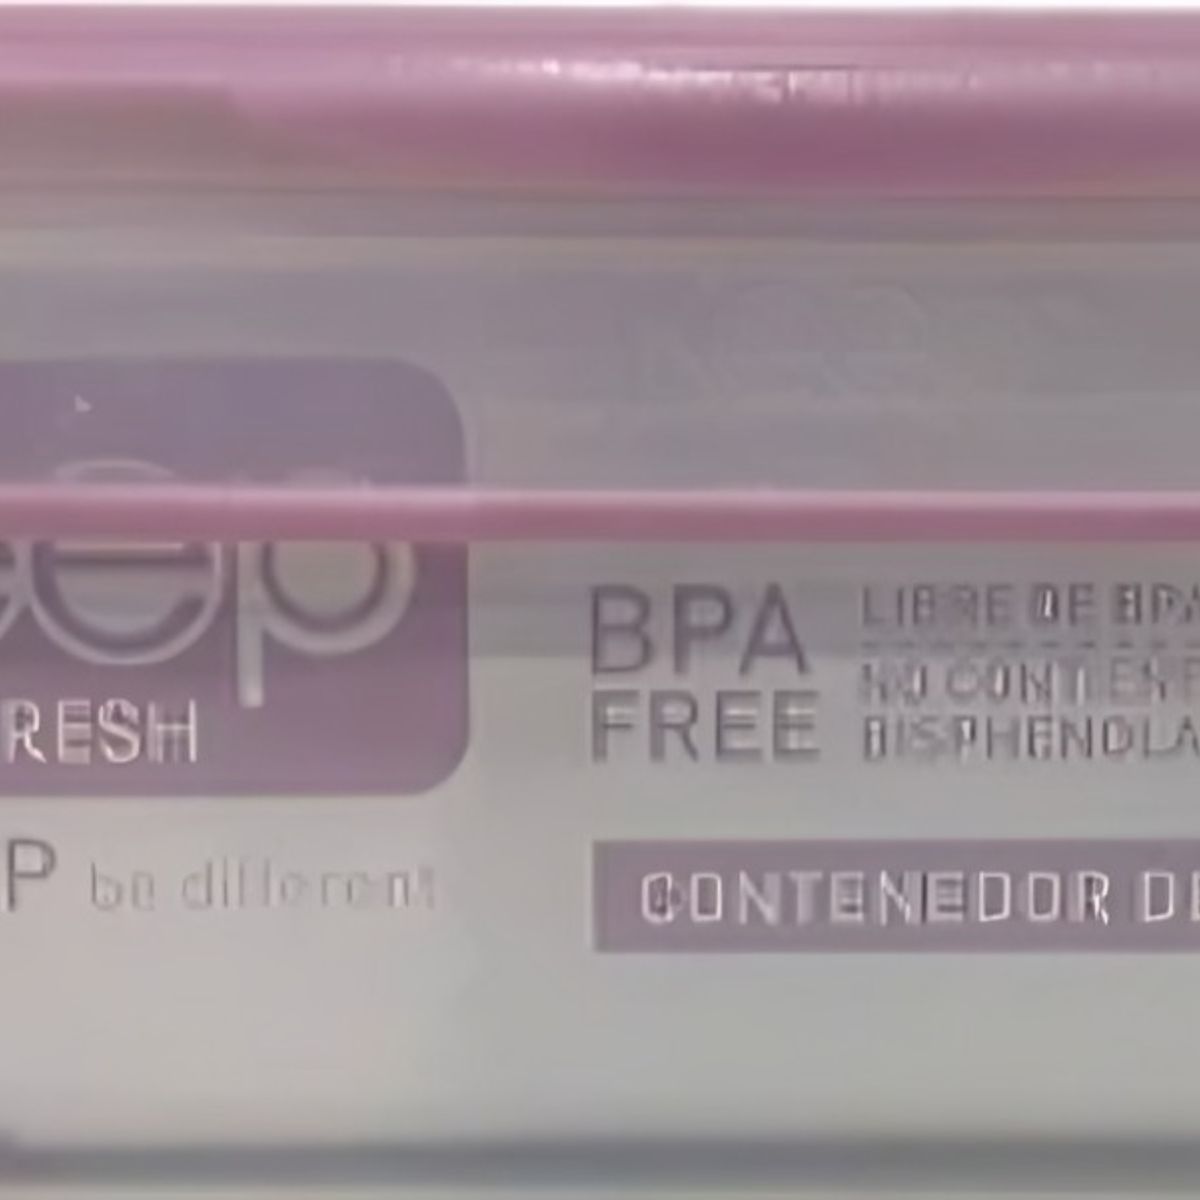 eep
RESH
P be different
BPA
FREE
LIBRE DE BPA
NO CONTIENE
BISPHENOL A
CONTENEDOR DE